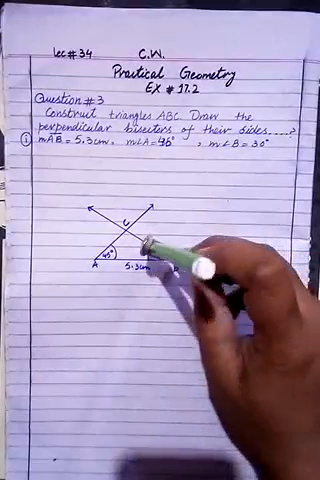 Lec# 34 C.W.
Practical Geometry
EX # 17.2
Question # 3
Construct triangles ABC. Draw the
perpendicular bisectors of their sides.....?
(i) mAB = 5.3cm, m∠A = 45° , m∠B = 30°
C
45°
A 5.3cm B